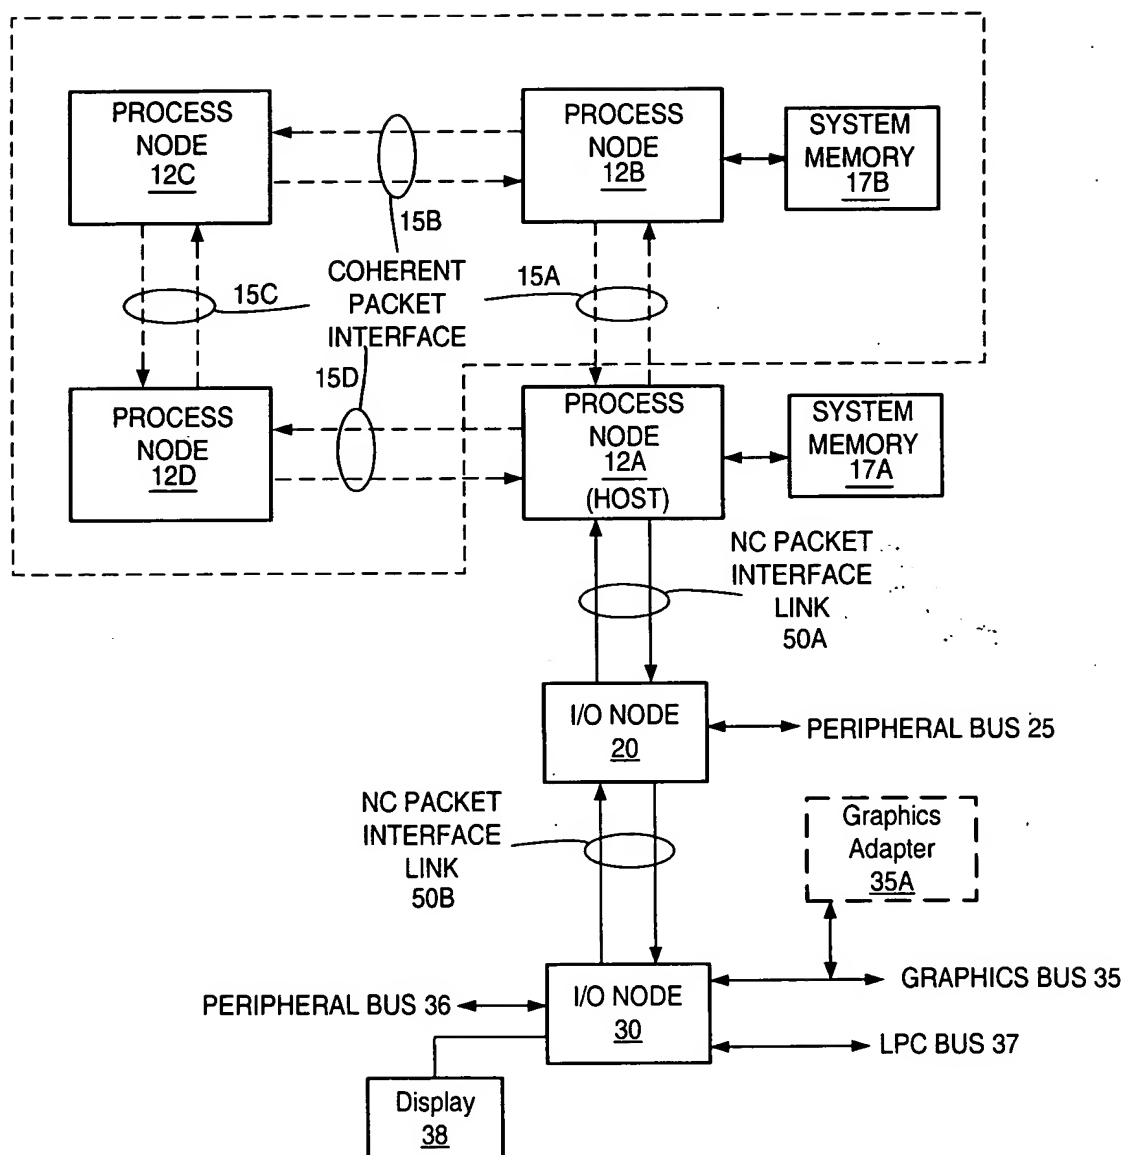 PROCESS
NODE
12C
PROCESS
NODE
12B
SYSTEM
MEMORY
17B
15B
COHERENT
PACKET
INTERFACE
15C
15A
15D
PROCESS
NODE
12D
PROCESS
NODE
12A
(HOST)
SYSTEM
MEMORY
17A
NC PACKET
INTERFACE
LINK
50A
I/O NODE
20
PERIPHERAL BUS 25
NC PACKET
INTERFACE
LINK
50B
Graphics
Adapter
35A
PERIPHERAL BUS 36
I/O NODE
30
GRAPHICS BUS 35
LPC BUS 37
Display
38